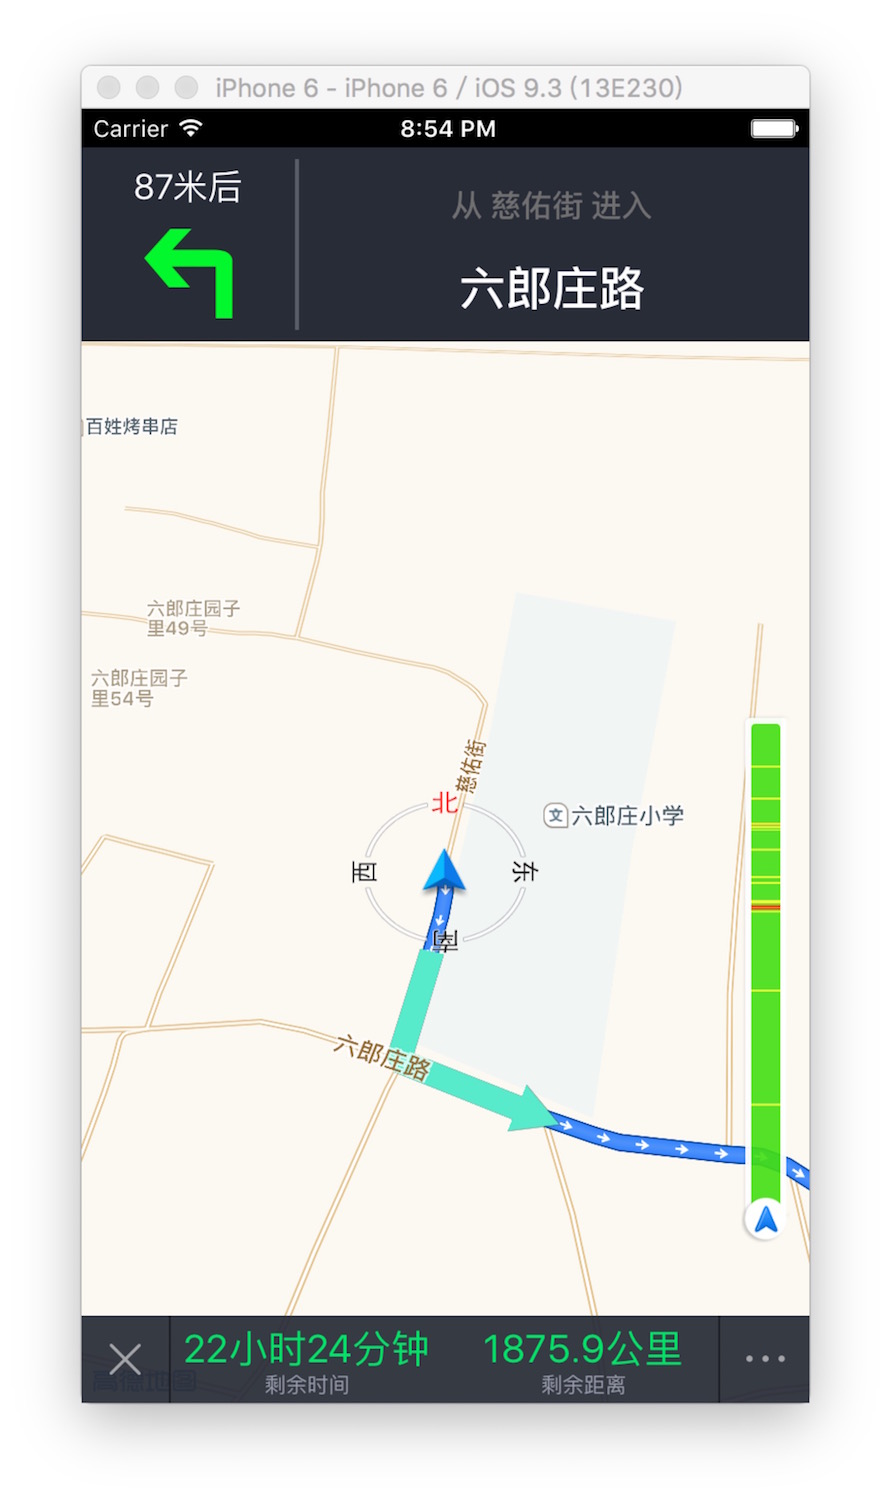 iPhone 6 - iPhone 6 / iOS 9.3 (13E230)
Carrier
8:54 PM
87米后
从 慈佑街 进入
六郎庄路
百姓烤串店
六郎庄园子
里49号
六郎庄园子
里54号
慈佑街
北
文
六郎庄小学
西
东
南
六郎庄路
22小时24分钟
1875.9公里
高德地图
剩余时间
剩余距离